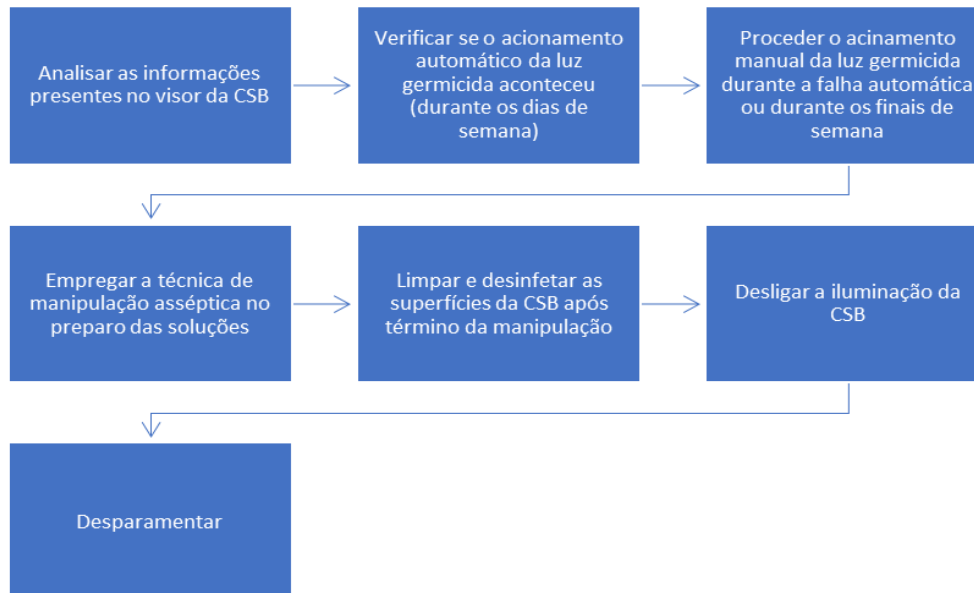 Analisar as informações
presentes no visor da CSB
Verificar se o acionamento
automático da luz
germicida aconteceu
(durante os dias de
semana)
Proceder o acinamento
manual da luz germicida
durante a falha automática
ou durante os finais de
semana
Empregar a técnica de
manipulação asséptica no
preparo das soluções
Limpar e desinfetar as
superfícies da CSB após
término da manipulação
Desligar a iluminação da
CSB
Desparamentar